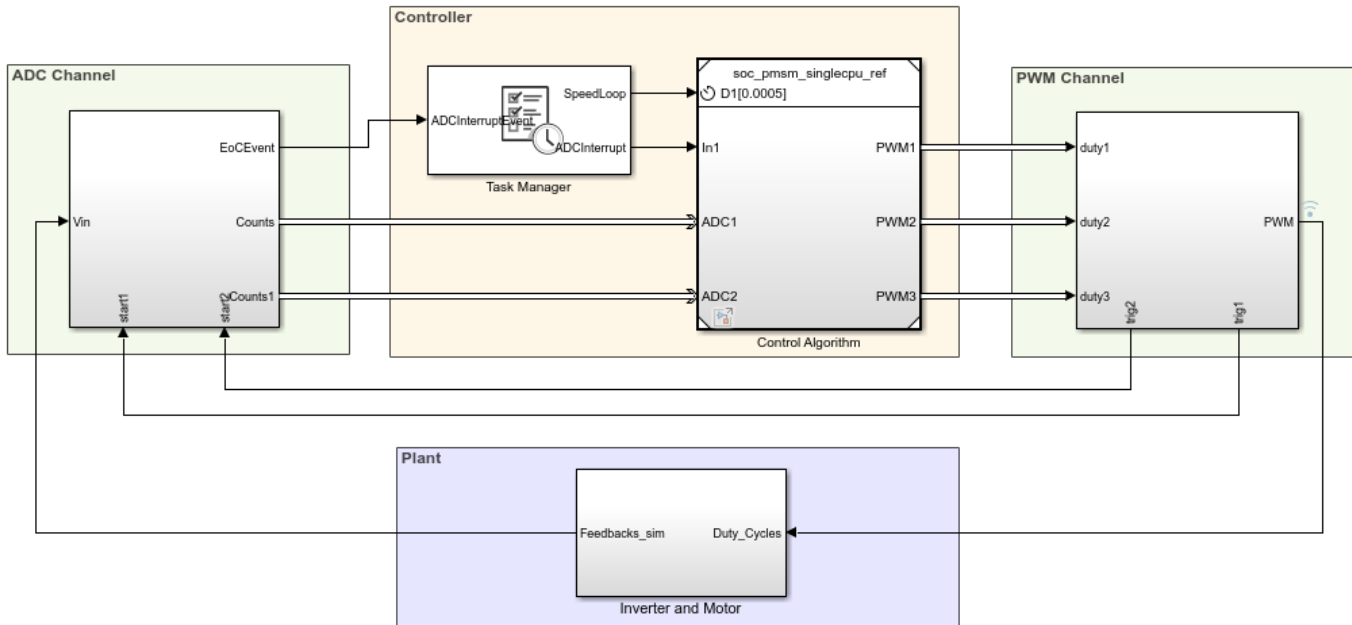 Controller
ADC Channel
PWM Channel
soc_pmsm_singlecpu_ref
D1[0.0005]
SpeedLoop
ADCInterruptEvent
ADCInterrupt
Task Manager
EoCEvent
In1
PWM1
duty1
Vin
Counts
ADC1
PWM2
duty2
PWM
Counts1
ADC2
PWM3
duty3
start1
start2
trig2
trig1
Control Algorithm
Plant
Feedbacks_sim
Duty_Cycles
Inverter and Motor